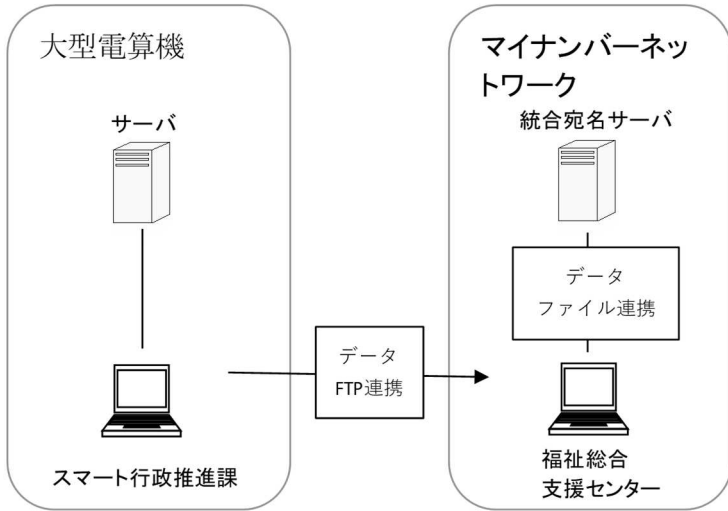 大型電算機
サーバ
スマート行政推進課
データ
FTP連携
マイナンバーネッ
トワーク
統合宛名サーバ
データ
ファイル連携
福祉総合
支援センター